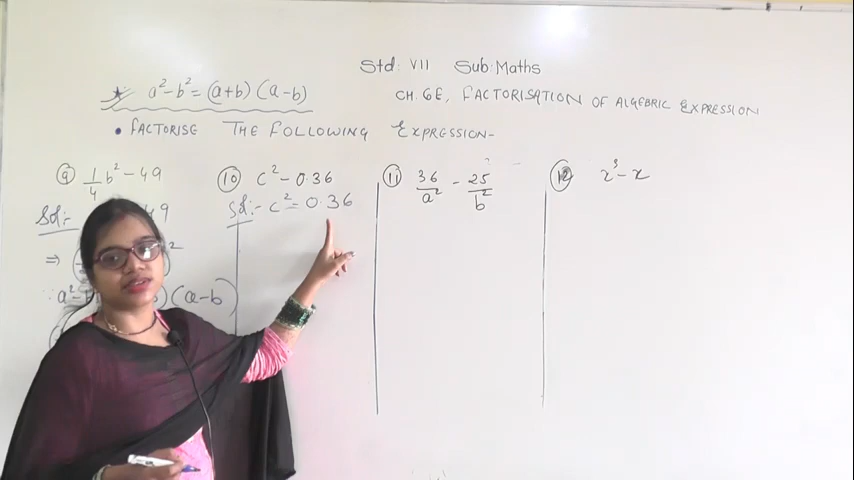 Std: VII Sub: Maths
a²-b² = (a+b) (a-b)
CH. 6E, FACTORISATION OF ALGEBRIC EXPRESSION
• FACTORISE THE FOLLOWING EXPRESSION-
(9) 1/4 b² - 49
Sol:- 49
⇒ ( )²
∵ a²- ) (a-b)
(10) c² - 0.36
Sol:- c² = 0.36
(11) 36/a² - 25/b²
(12) x³ - x